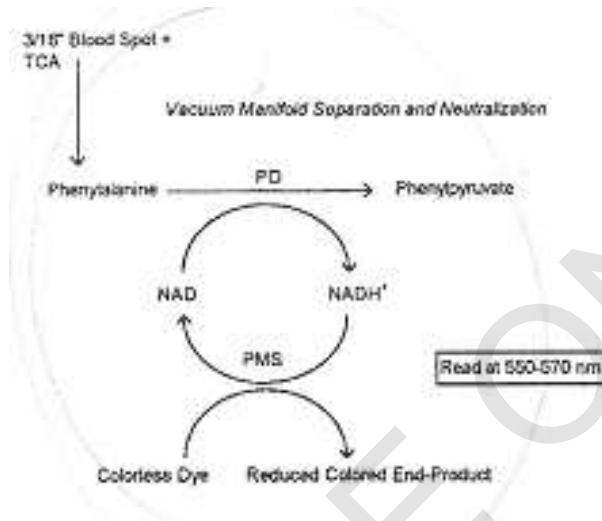 3/16" Blood Spot +
TCA
Vacuum Manifold Separation and Neutralization
PD
Phenylalanine
Phenylpyruvate
NAD
NADH⁺
PMS
Read at 550-570 nm
Colorless Dye
Reduced Colored End-Product